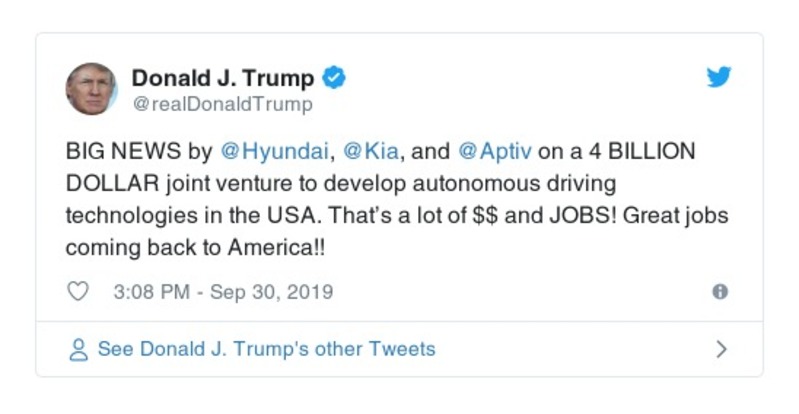 Donald J. Trump
@realDonaldTrump
BIG NEWS by @Hyundai, @Kia, and @Aptiv on a 4 BILLION
DOLLAR joint venture to develop autonomous driving
technologies in the USA. That’s a lot of $$ and JOBS! Great jobs
coming back to America!!
3:08 PM - Sep 30, 2019
See Donald J. Trump's other Tweets